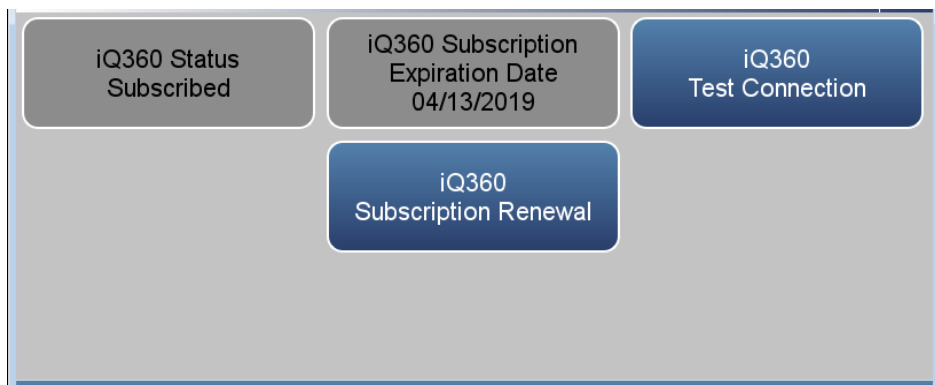 iQ360 Status
Subscribed
iQ360 Subscription
Expiration Date
04/13/2019
iQ360
Test Connection
iQ360
Subscription Renewal